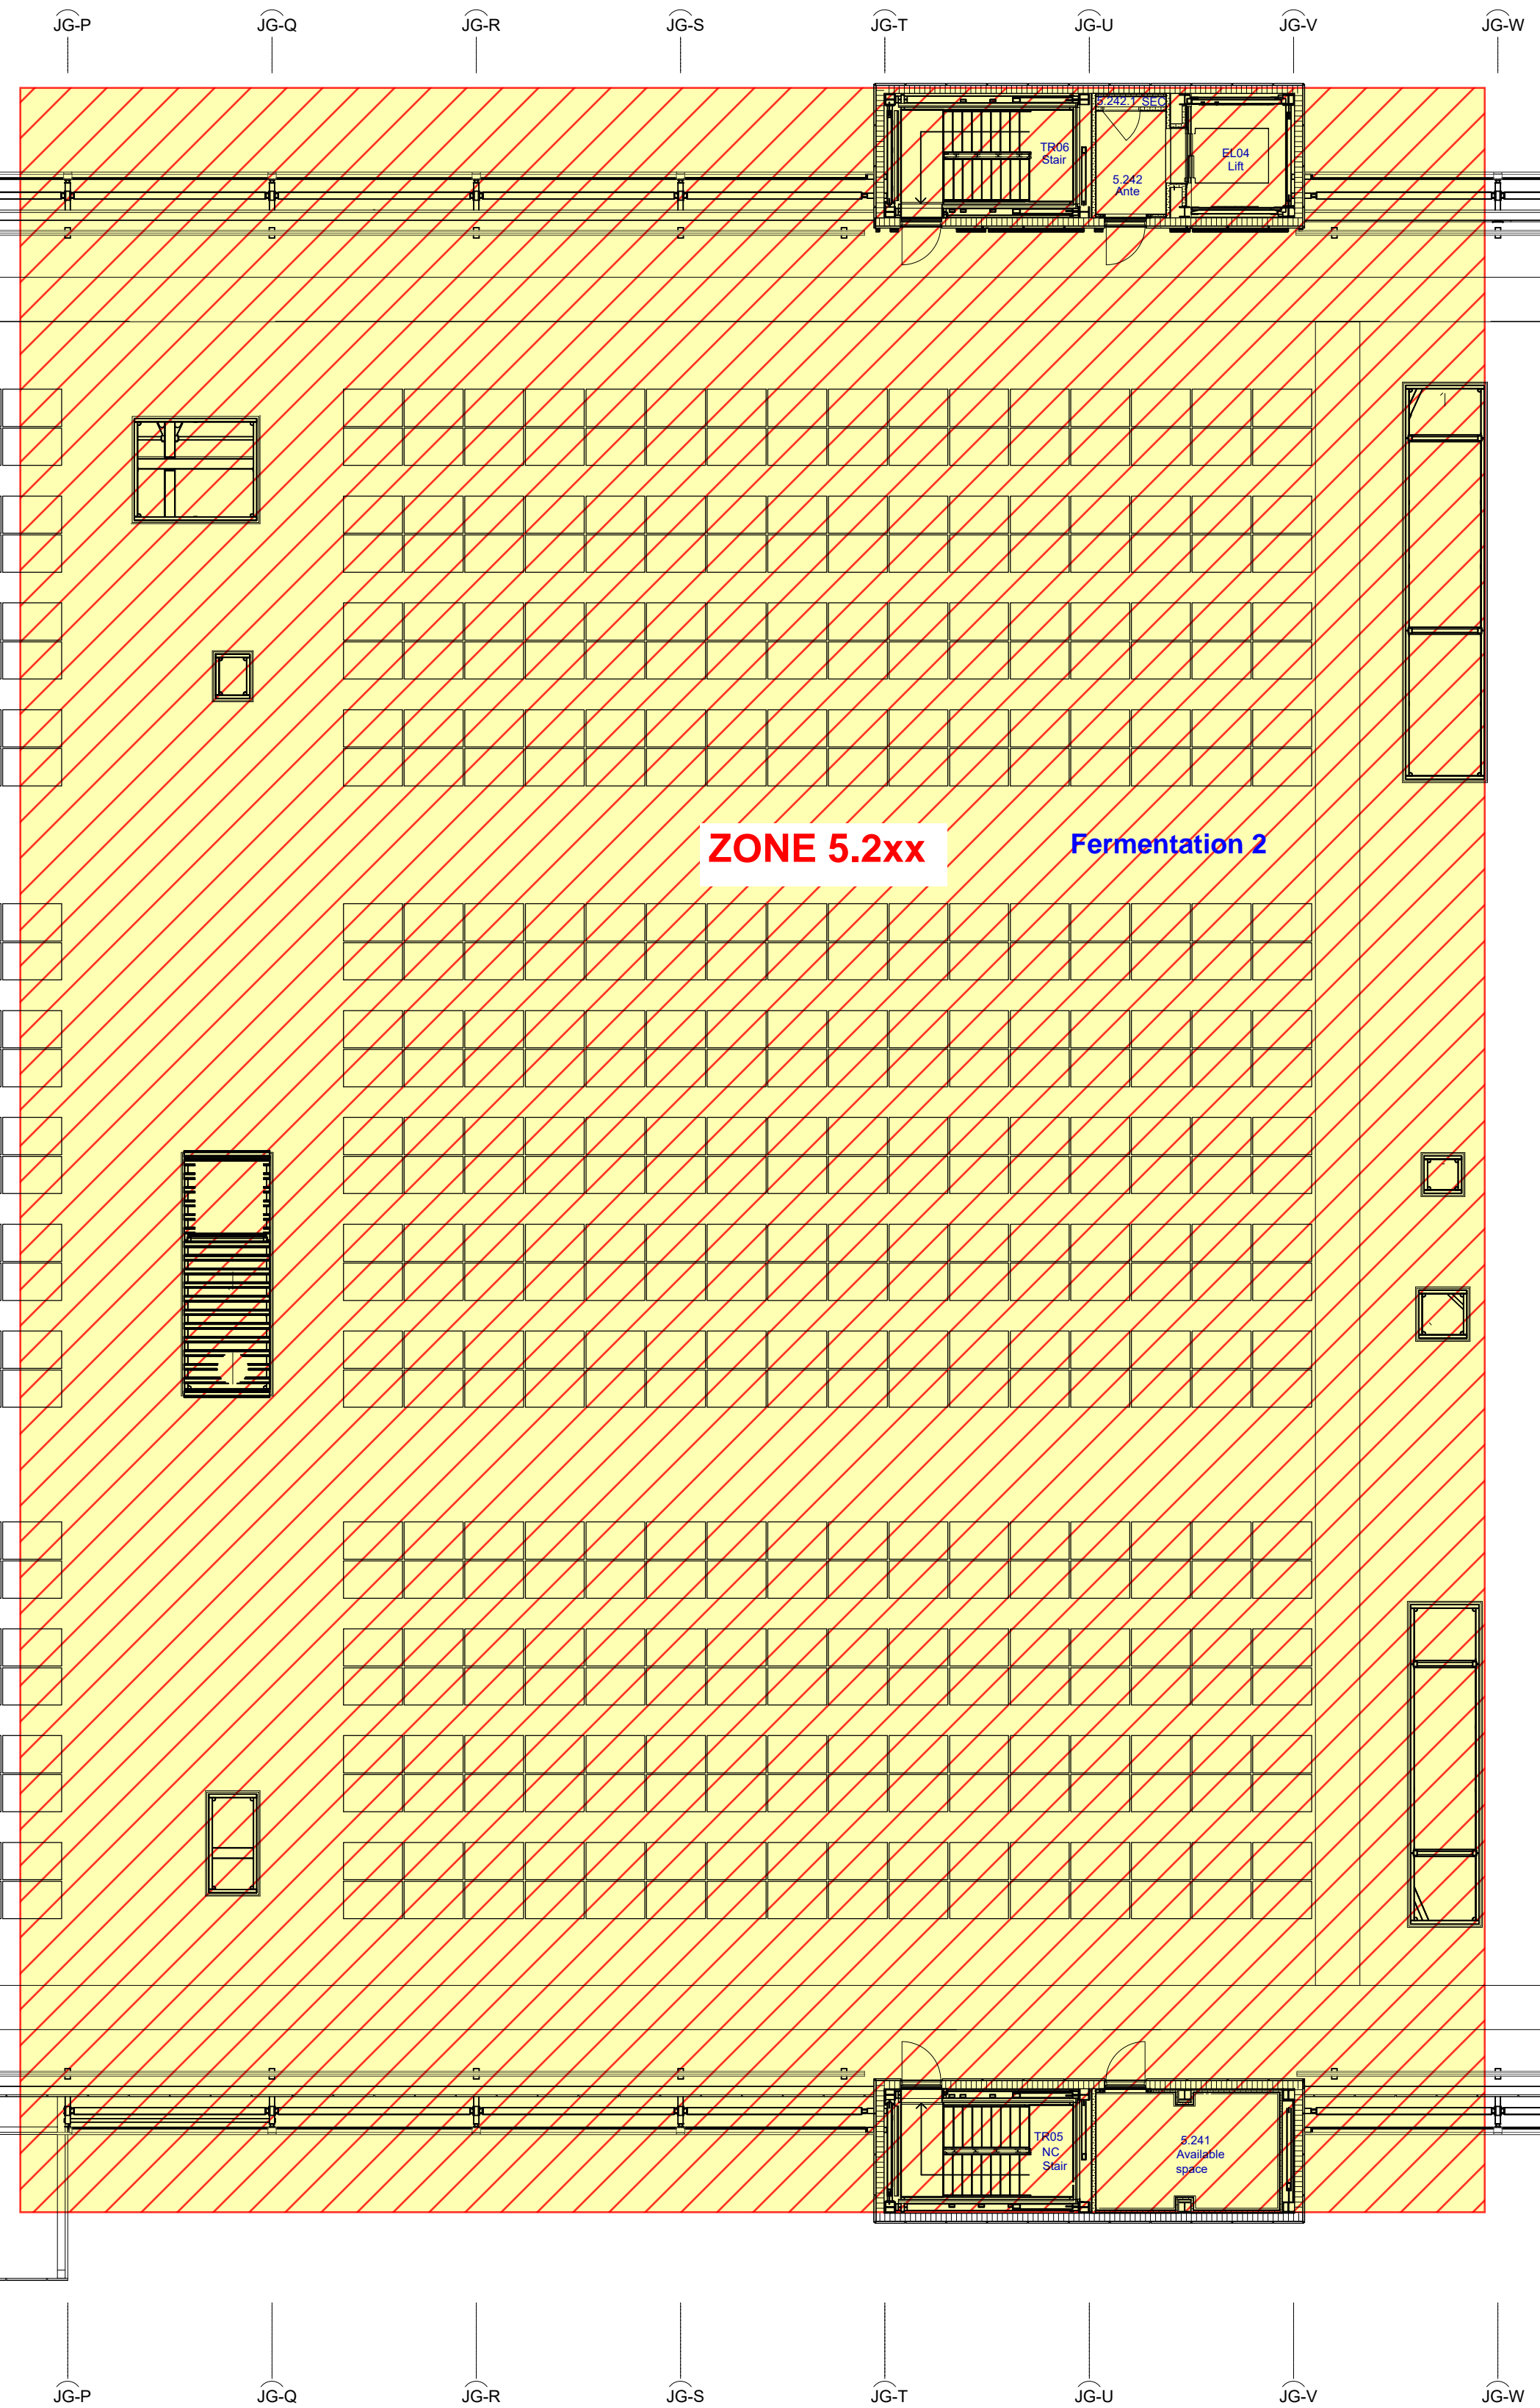 JG-P JG-Q JG-R JG-S JG-T JG-U JG-V JG-W
5.242.1 SEC
TR06
Stair
EL04
Lift
5.242
Ante
ZONE 5.2xx
Fermentation 2
TR05
NC
Stair
5.241
Available
space
JG-P JG-Q JG-R JG-S JG-T JG-U JG-V JG-W